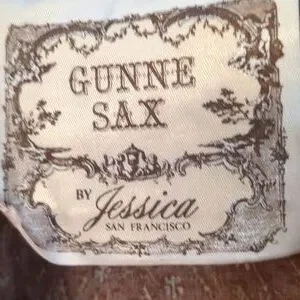 GUNNE
SAX
BY Jessica
SAN FRANCISCO